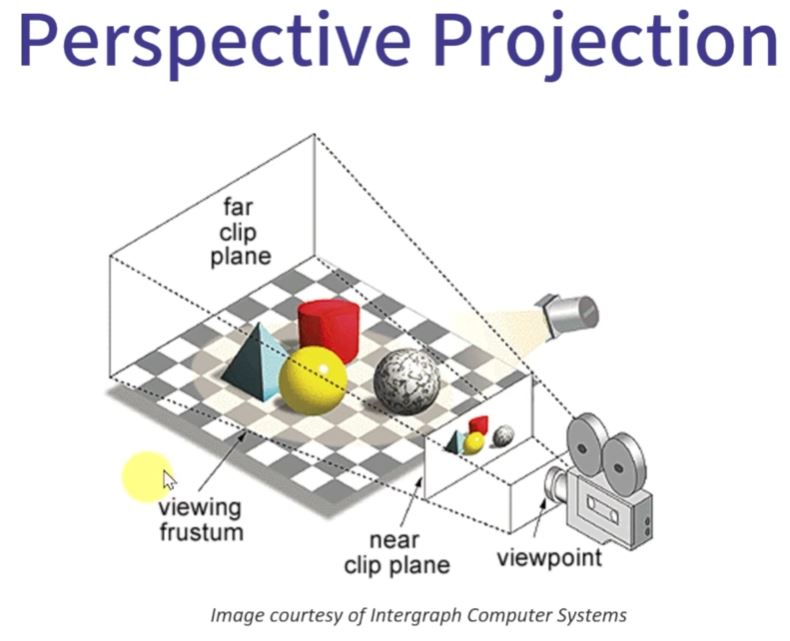 Perspective Projection
far
clip
plane
viewing
frustum
near
clip plane
viewpoint
Image courtesy of Intergraph Computer Systems